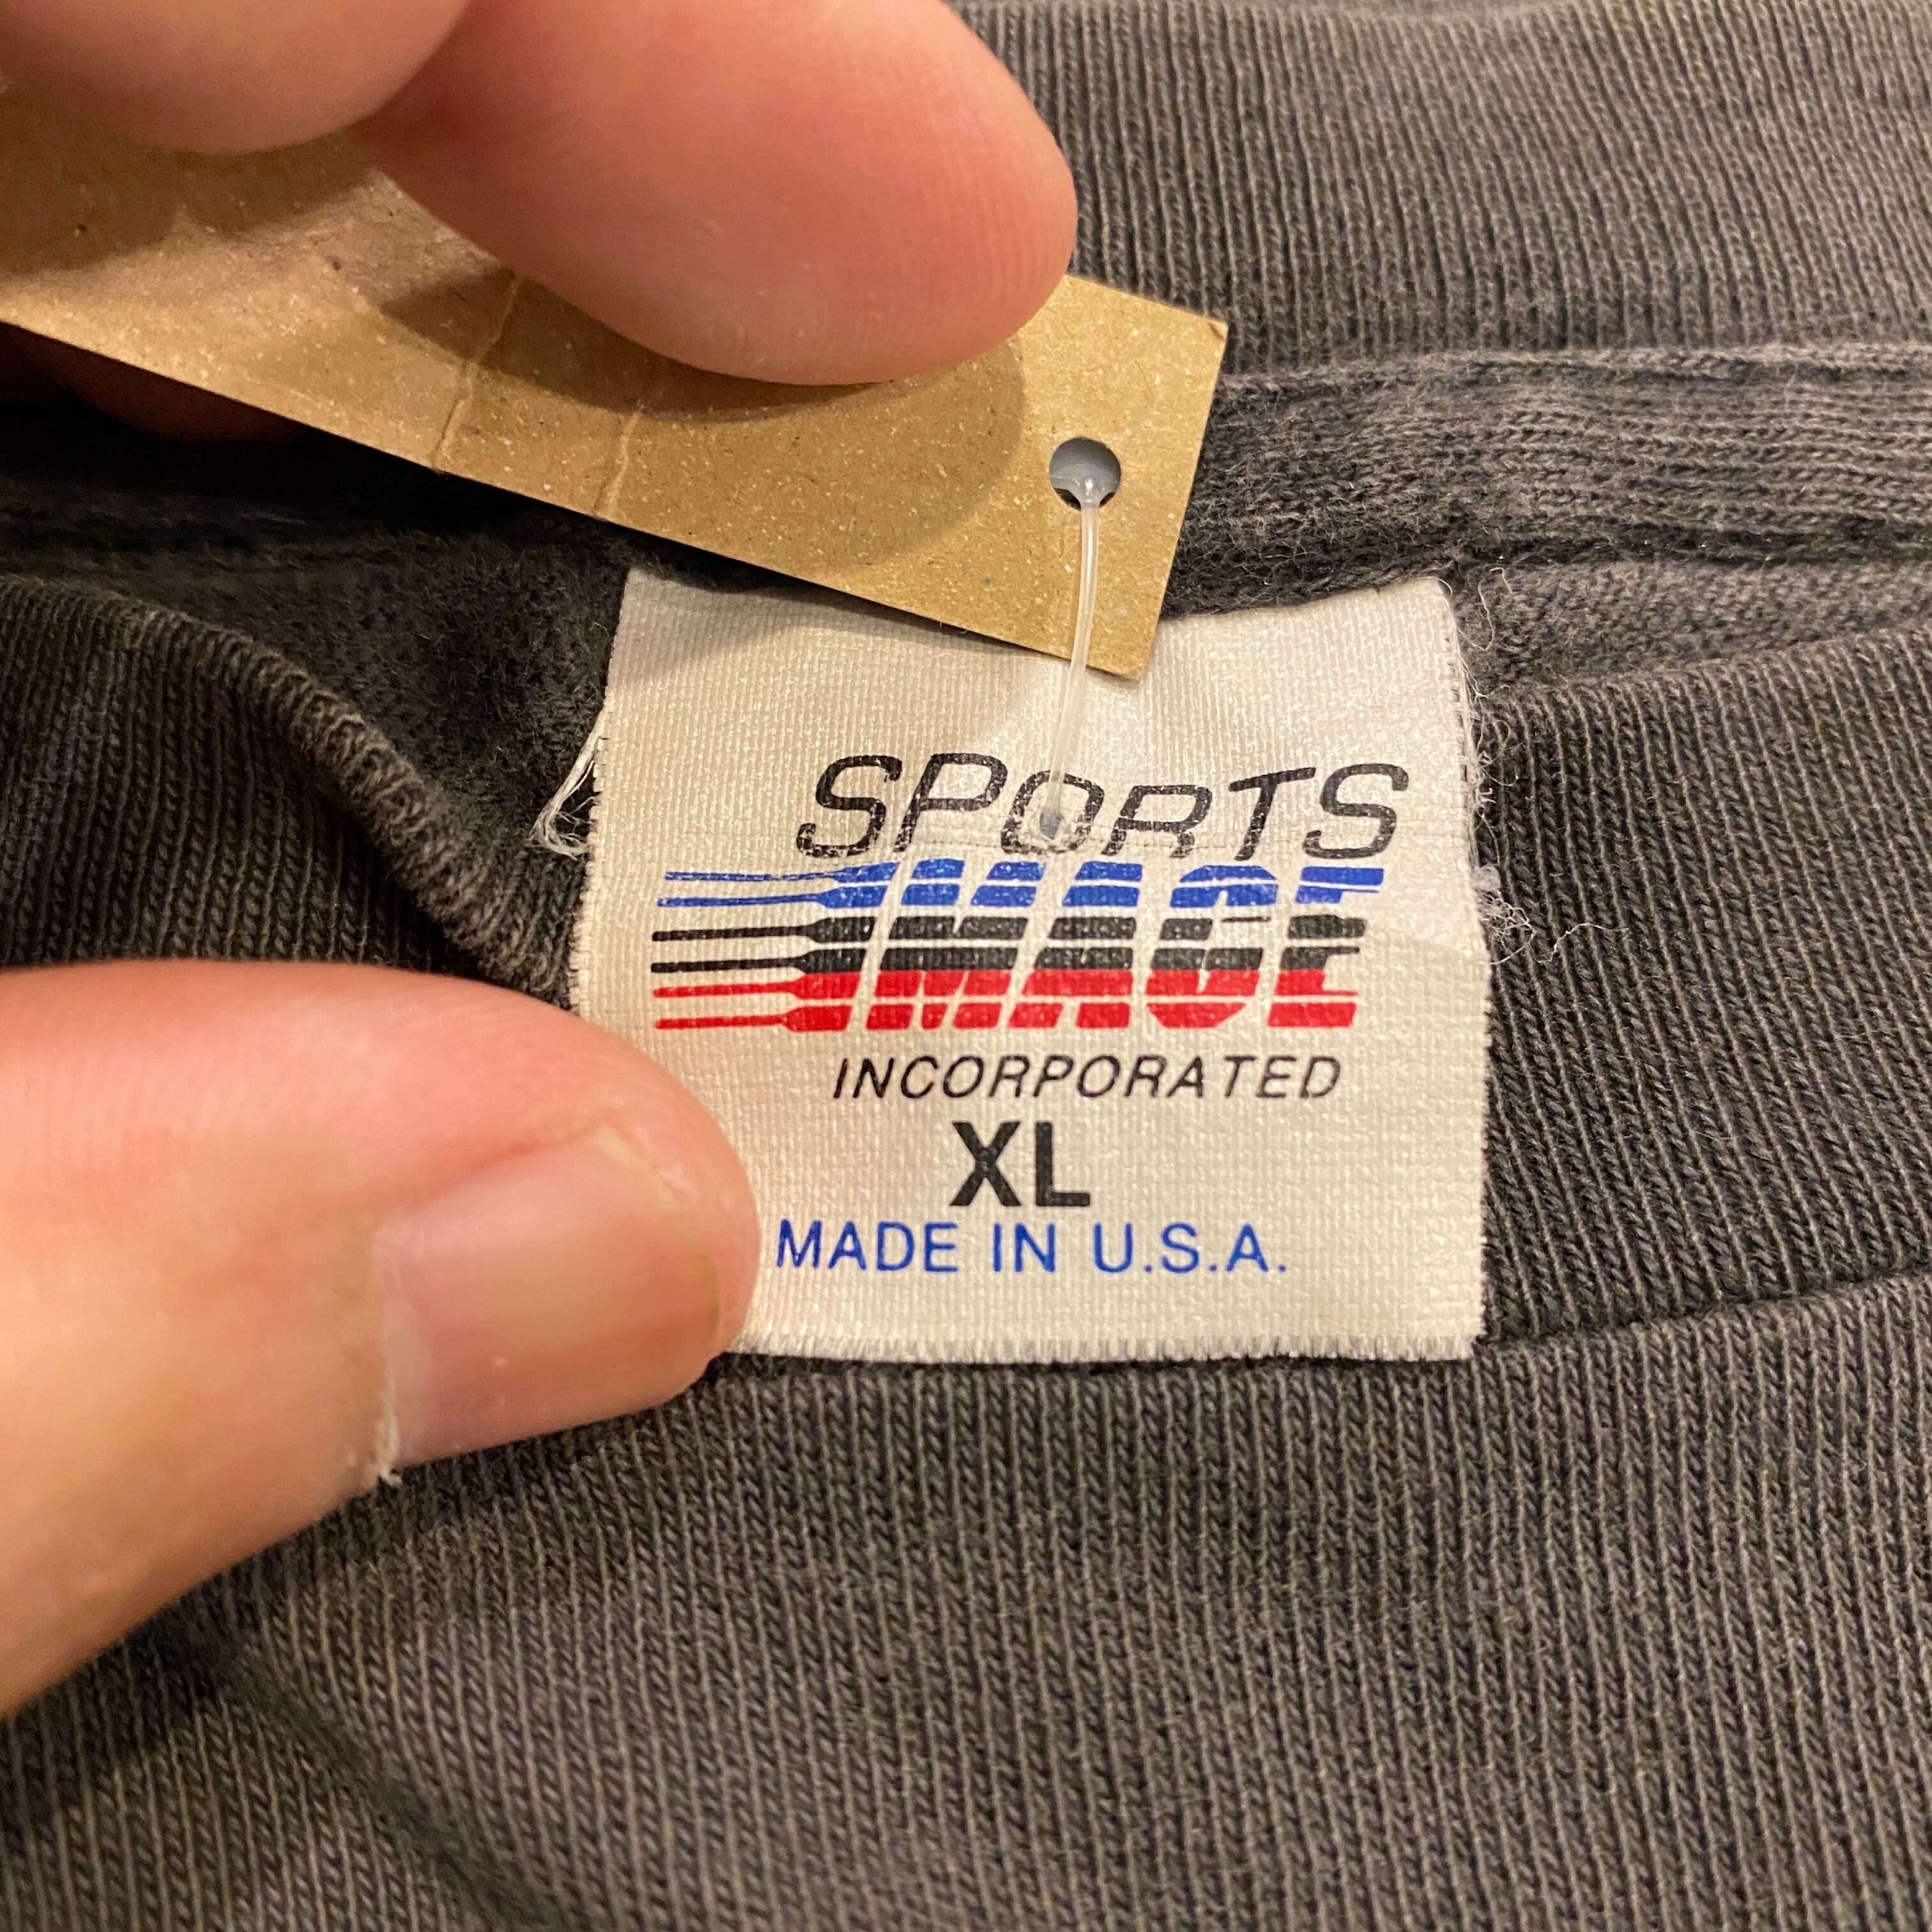 SPORTS
IMAGE
INCORPORATED
XL
MADE IN U.S.A.